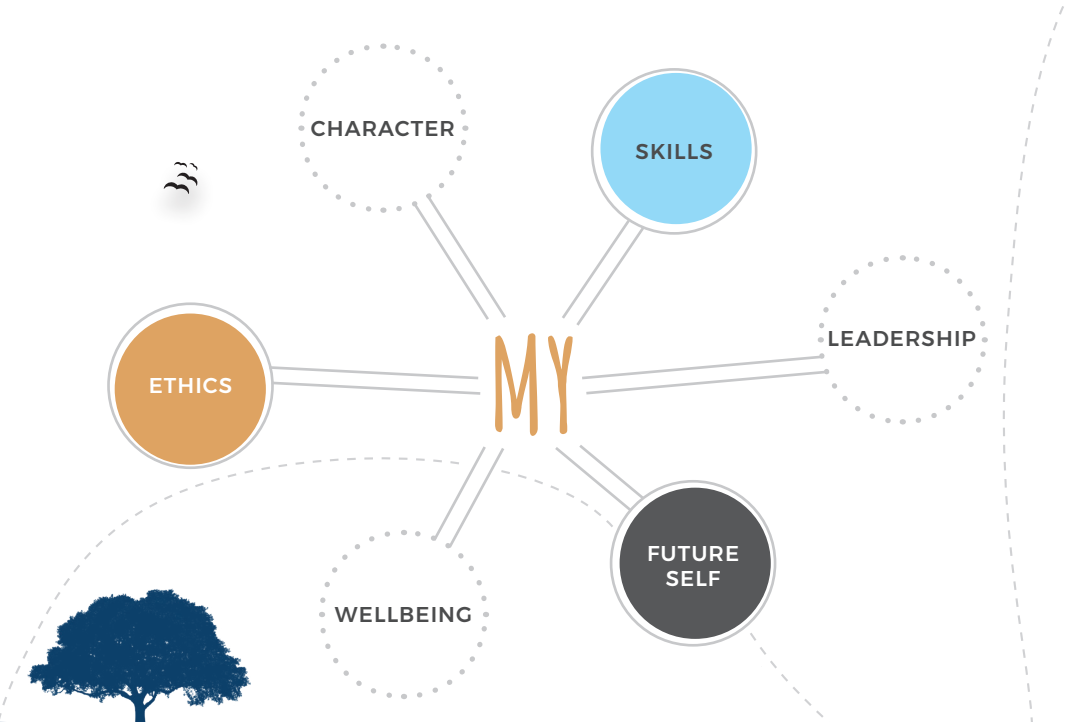 CHARACTER
SKILLS
LEADERSHIP
MY
ETHICS
FUTURE
SELF
WELLBEING